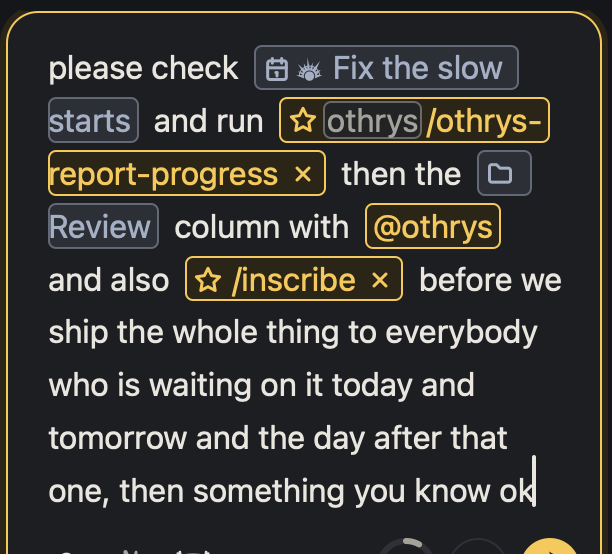 please check Fix the slow
starts and run othrys /othrys-
report-progress × then the
Review column with @othrys
and also /inscribe × before we
ship the whole thing to everybody
who is waiting on it today and
tomorrow and the day after that
one, then something you know ok